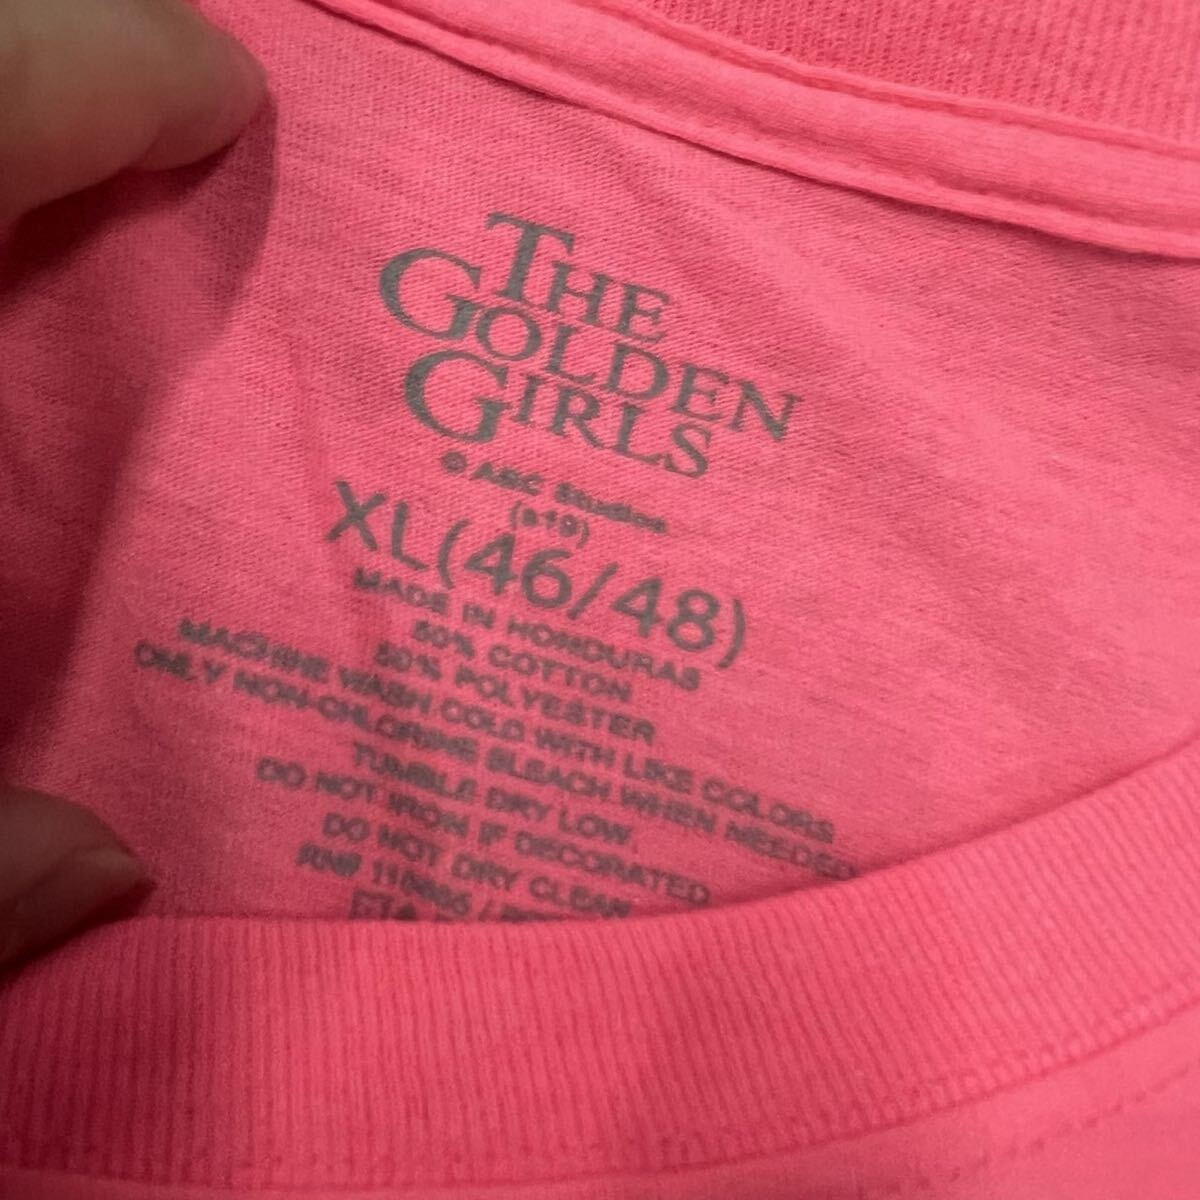 THE
GOLDEN
GIRLS
© ABC Studios
(s19)
XL(46/48)
MADE IN HONDURAS
50% COTTON
50% POLYESTER
MACHINE WASH COLD WITH LIKE COLORS
ONLY NON-CHLORINE BLEACH WHEN NEEDED
TUMBLE DRY LOW.
DO NOT IRON IF DECORATED
DO NOT DRY CLEAN
RN#